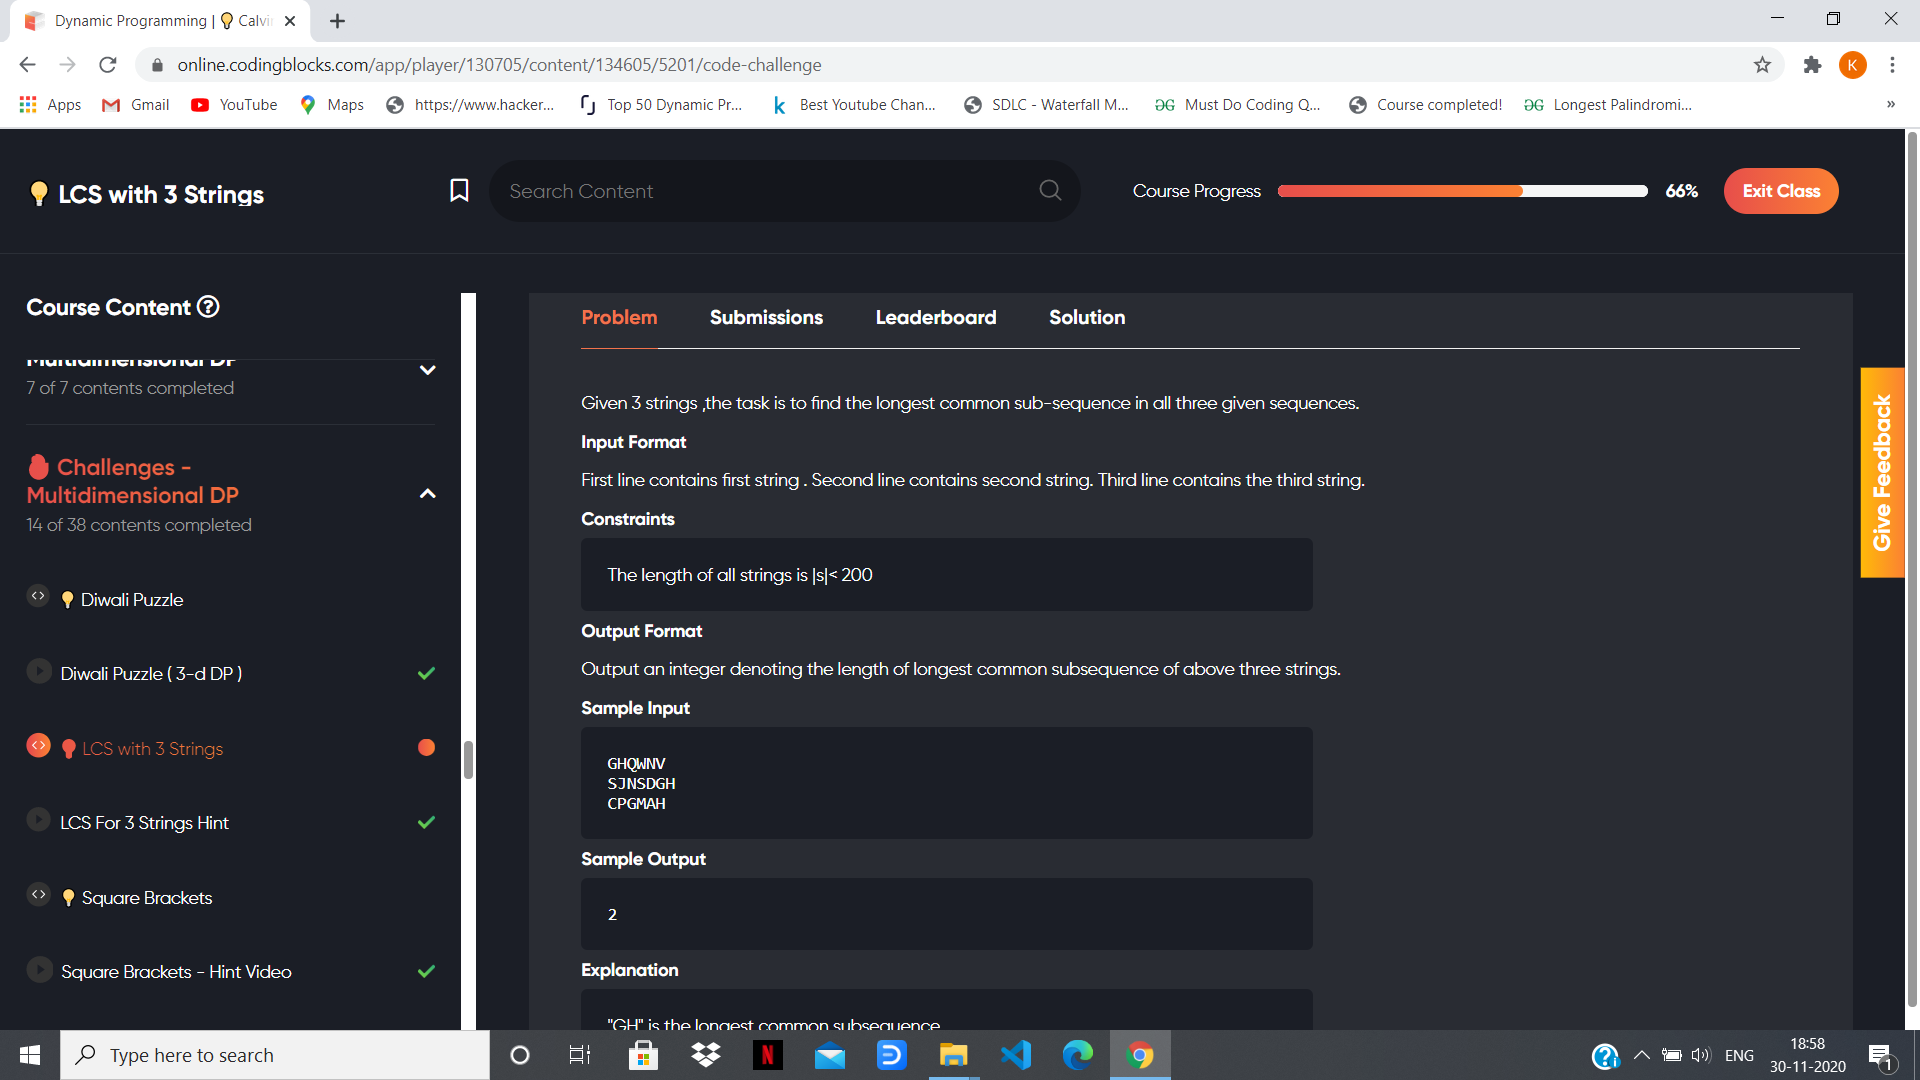 Dynamic Programming | Calvi
online.codingblocks.com/app/player/130705/content/134605/5201/code-challenge
K
Apps Gmail YouTube Maps https://www.hacker... Top 50 Dynamic Pr... Best Youtube Chan... SDLC - Waterfall M... Must Do Coding Q... Course completed! Longest Palindromi... »
LCS with 3 Strings
Search Content
Course Progress 66% Exit Class
Course Content
Multidimensional DP
7 of 7 contents completed
Challenges -
Multidimensional DP
14 of 38 contents completed
Diwali Puzzle
Diwali Puzzle ( 3-d DP )
LCS with 3 Strings
LCS For 3 Strings Hint
Square Brackets
Square Brackets - Hint Video
Problem Submissions Leaderboard Solution
Given 3 strings ,the task is to find the longest common sub-sequence in all three given sequences.
Input Format
First line contains first string . Second line contains second string. Third line contains the third string.
Constraints
The length of all strings is |s|< 200
Output Format
Output an integer denoting the length of longest common subsequence of above three strings.
Sample Input
GHQWNV
SJNSDGH
CPGMAH
Sample Output
2
Explanation
"GH" is the longest common subsequence
Give Feedback
Type here to search
ENG
18:58
30-11-2020
1